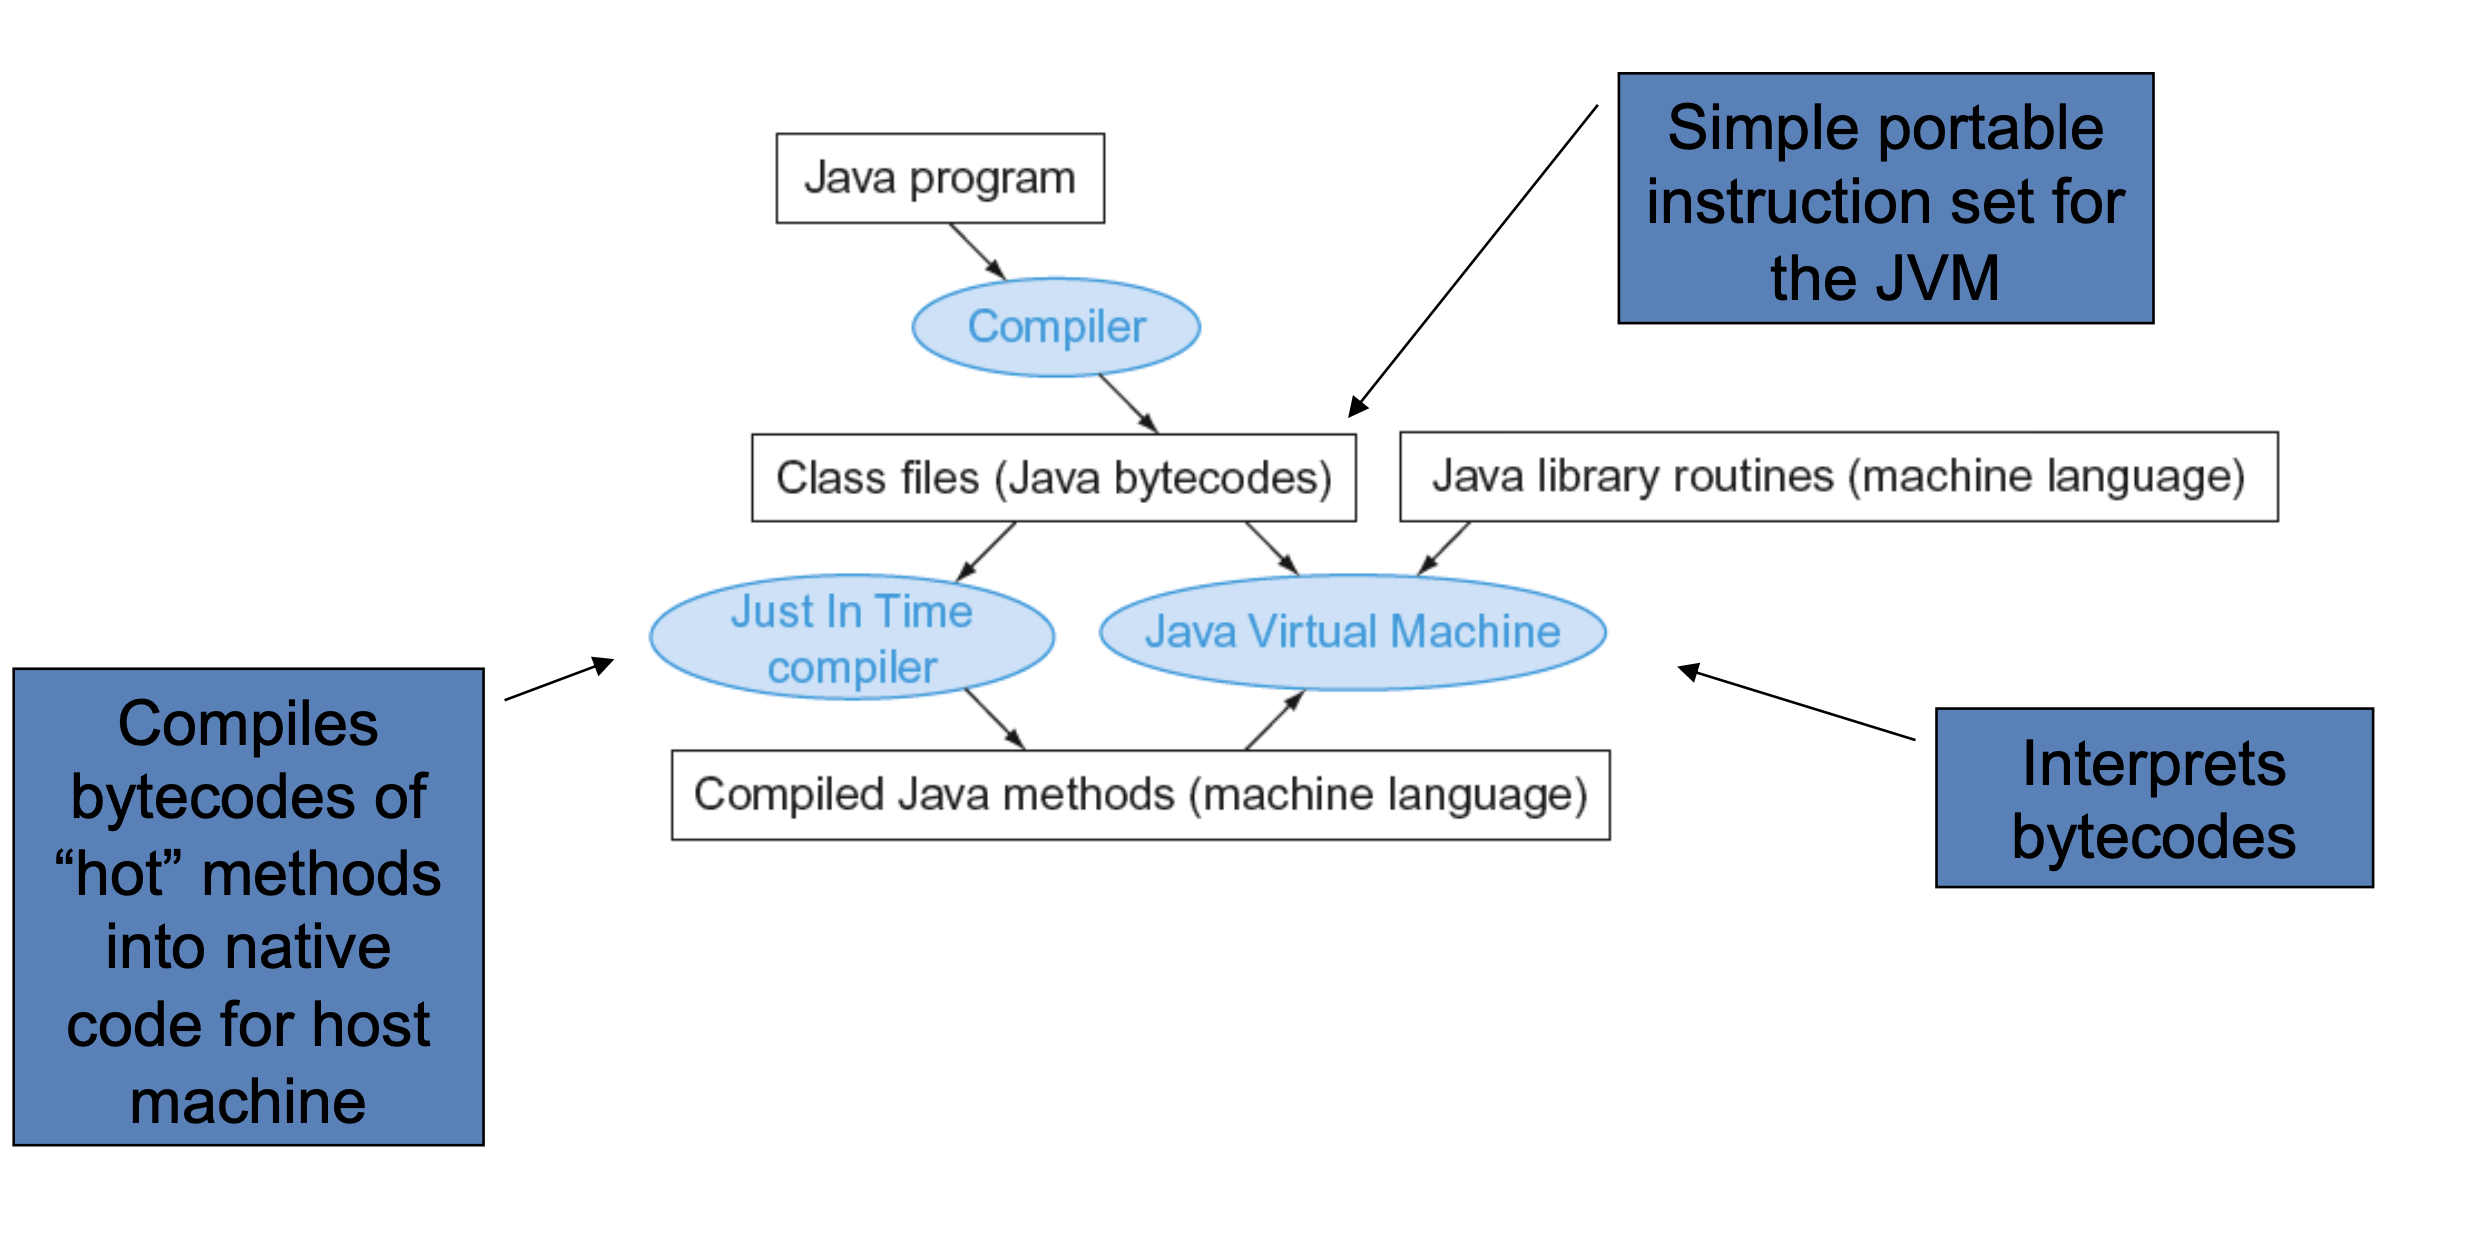 Simple portable
instruction set for
the JVM
Java program
Compiler
Class files (Java bytecodes)
Java library routines (machine language)
Just In Time
compiler
Java Virtual Machine
Compiles
bytecodes of
“hot” methods
into native
code for host
machine
Compiled Java methods (machine language)
Interprets
bytecodes